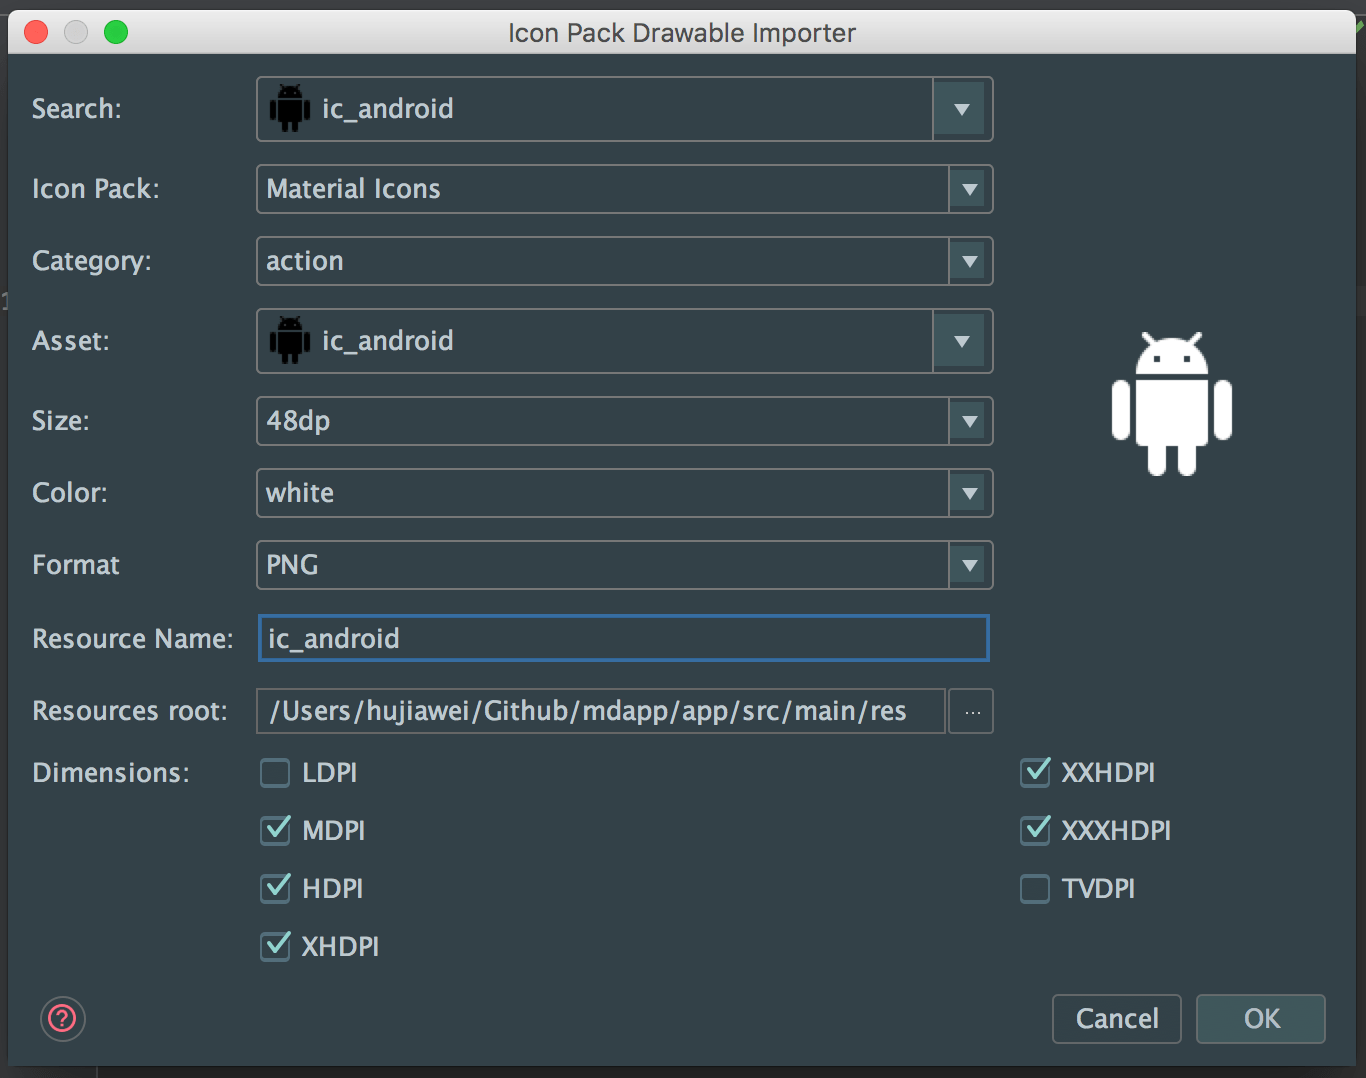 Icon Pack Drawable Importer
Search: ic_android
Icon Pack: Material Icons
Category: action
Asset: ic_android
Size: 48dp
Color: white
Format PNG
Resource Name: ic_android
Resources root: /Users/hujiawei/Github/mdapp/app/src/main/res ...
Dimensions: LDPI XXHDPI
MDPI XXXHDPI
HDPI TVDPI
XHDPI
? Cancel OK